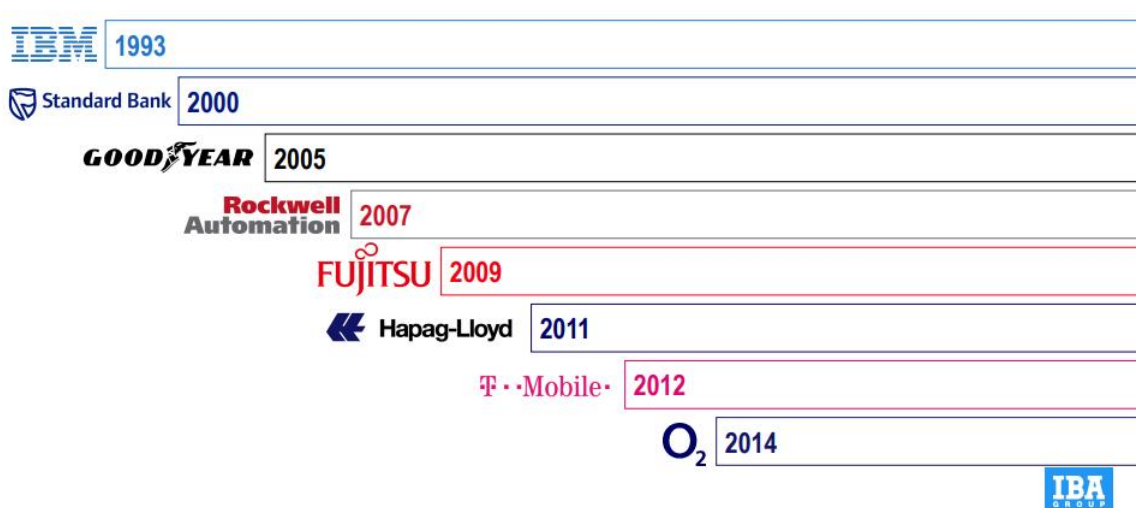 IBM 1993
Standard Bank 2000
GOODYEAR 2005
Rockwell
Automation 2007
FUJITSU 2009
Hapag-Lloyd 2011
T··Mobile· 2012
O2 2014
IBA
GROUP